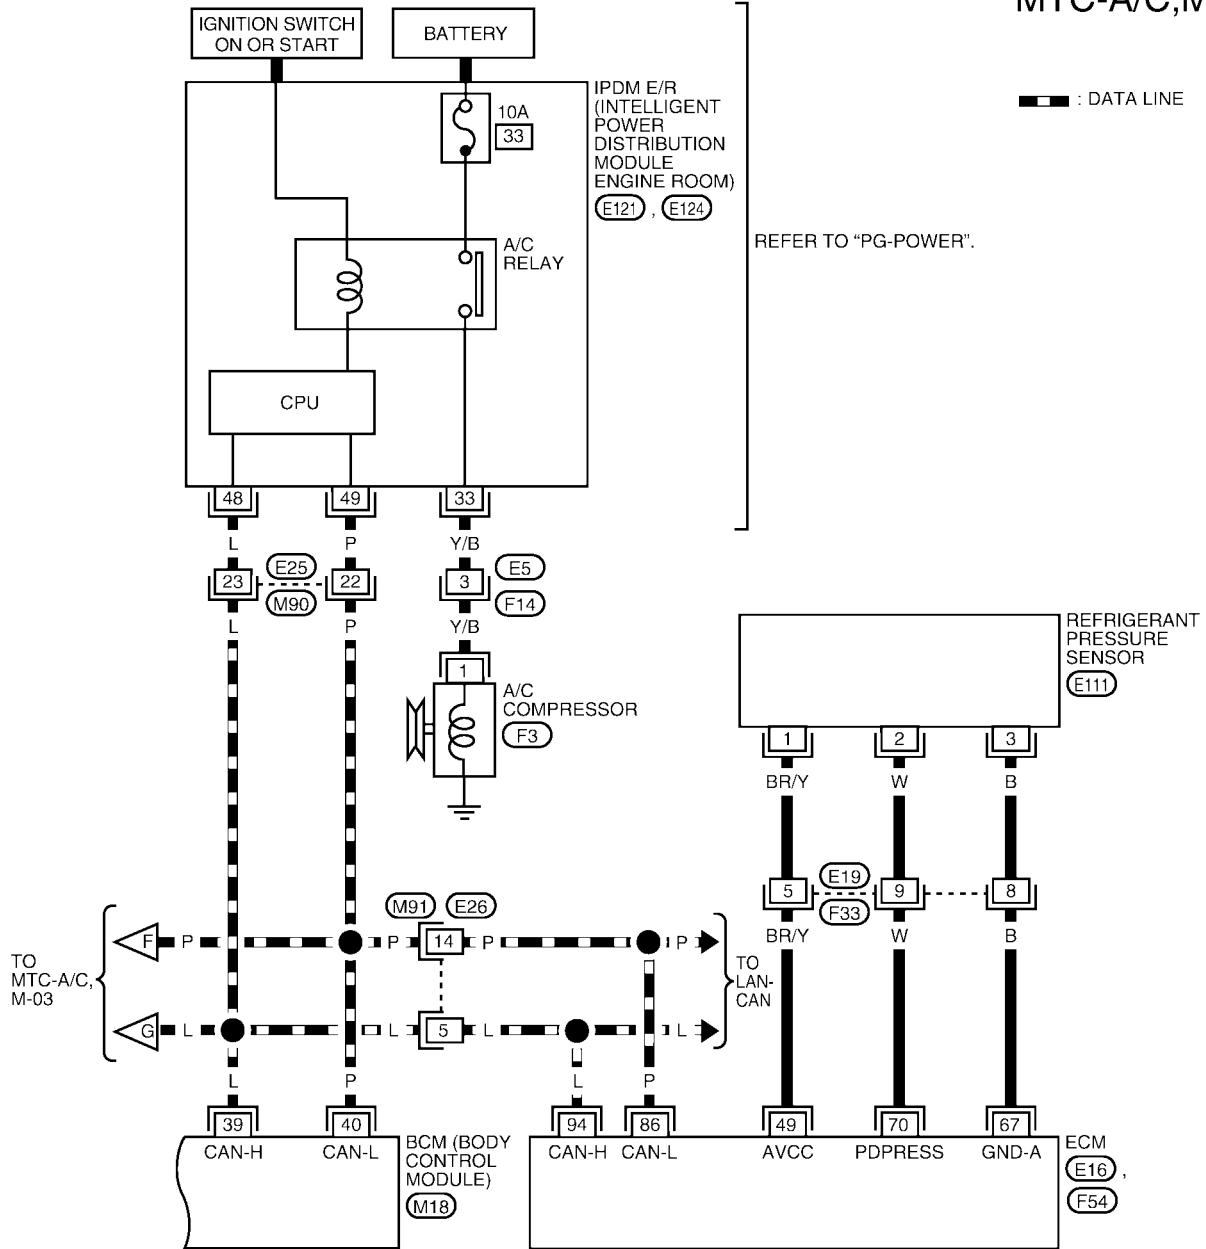 MTC-A/C,M
IGNITION SWITCH
ON OR START
BATTERY
: DATA LINE
10A
33
IPDM E/R
(INTELLIGENT
POWER
DISTRIBUTION
MODULE
ENGINE ROOM)
E121 , E124
A/C
RELAY
REFER TO “PG-POWER”.
CPU
48 49 33
L P Y/B
23 E25 22 3 E5
M90 F14
L P Y/B
1
A/C
COMPRESSOR
F3
REFRIGERANT
PRESSURE
SENSOR
E111
1 2 3
BR/Y W B
5 E19 9 8
F33
BR/Y W B
M91 E26
F P P 14 P P
TO
MTC-A/C,
M-03
TO
LAN-
CAN
G L L 5 L L
L P L P
39 40 94 86 49 70 67
CAN-H CAN-L CAN-H CAN-L AVCC PDPRESS GND-A
BCM (BODY
CONTROL
MODULE)
M18
ECM
E16 ,
F54